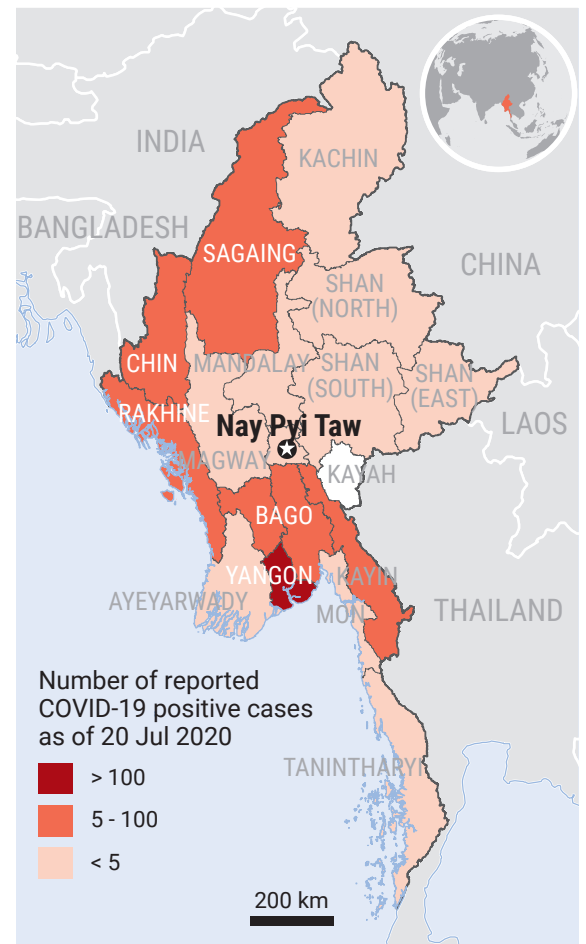 INDIA
KACHIN
BANGLADESH
SAGAING
CHINA
SHAN
(NORTH)
CHIN
MANDALAY
SHAN
(SOUTH)
SHAN
(EAST)
RAKHINE
Nay Pyi Taw
LAOS
MAGWAY
KAYAH
BAGO
YANGON
KAYIN
AYEYARWADY
MON
THAILAND
Number of reported
COVID-19 positive cases
as of 20 Jul 2020
TANINTHARYI
> 100
5 - 100
< 5
200 km